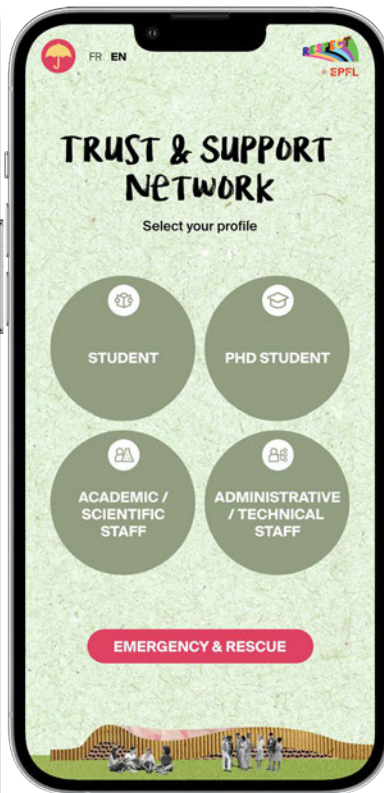 FR EN
RESPECT
EPFL
TRUST & SUPPORT
NETWORK
Select your profile
STUDENT
PHD STUDENT
ACADEMIC /
SCIENTIFIC
STAFF
ADMINISTRATIVE
/ TECHNICAL
STAFF
EMERGENCY & RESCUE